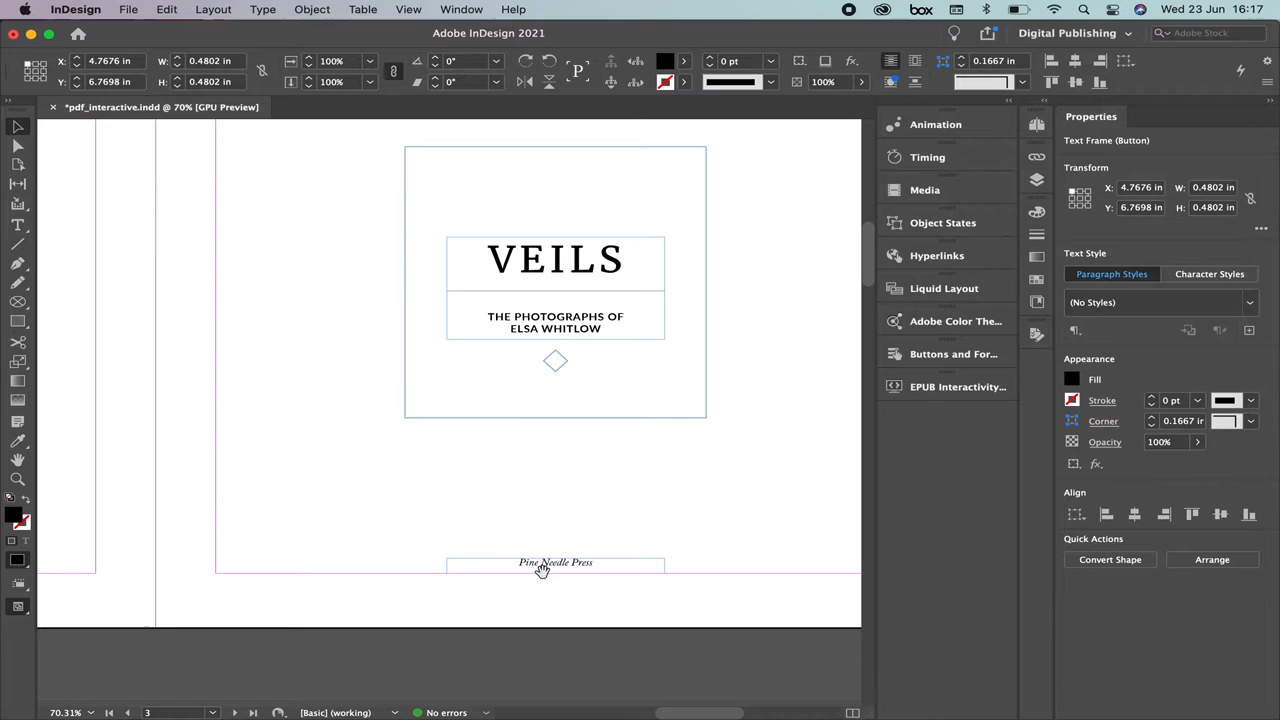 InDesign File Edit Layout Type Object Table View Window Help box Wed 23 Jun 16:17
Adobe InDesign 2021 Digital Publishing Adobe Stock
X: 4.7676 in W: 0.4802 in 100% 0° P 0 pt 0.1667 in
Y: 6.7698 in H: 0.4802 in 100% 0° fx. 100%
*pdf_interactive.indd @ 70% [GPU Preview]
Animation
Timing
Media
Object States
Hyperlinks
Liquid Layout
Adobe Color The...
Buttons and For...
EPUB Interactivity...
Properties
Text Frame (Button)
Transform
X: 4.7676 in W: 0.4802 in
Y: 6.7698 in H: 0.4802 in
Text Style
Paragraph Styles Character Styles
(No Styles)
Appearance
Fill
Stroke 0 pt
Corner 0.1667 ir
Opacity 100%
fx.
Align
Quick Actions
Convert Shape Arrange
VEILS
THE PHOTOGRAPHS OF
ELSA WHITLOW
Pine Needle Press
70.31% 3 [Basic] (working) No errors